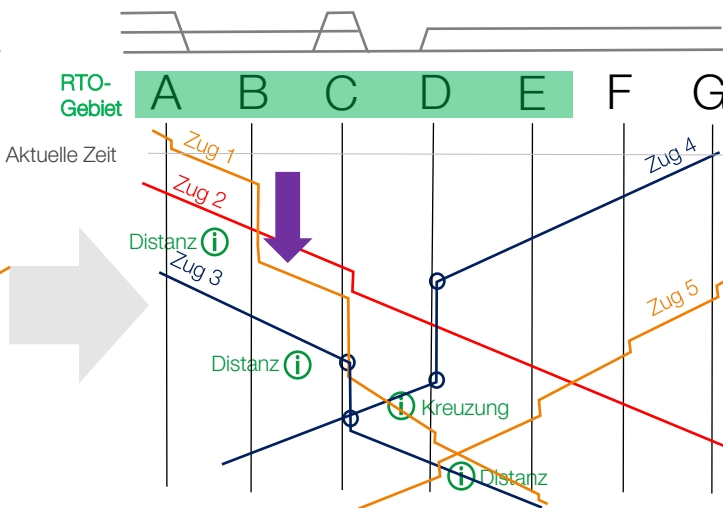 RTO-
Gebiet
A B C D E F G
Aktuelle Zeit
Zug 1
Zug 4
Zug 2
Distanz i
Zug 3
Zug 5
Distanz i
i Kreuzung
i Distanz